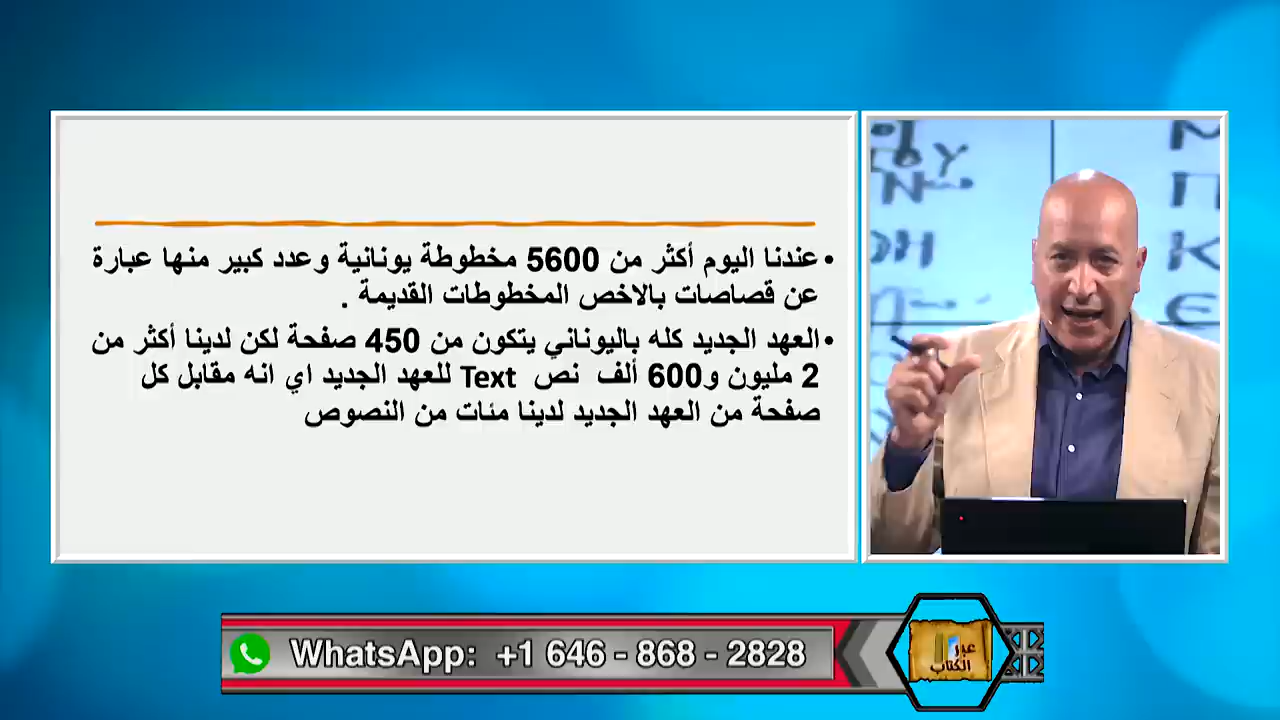 • عندنا اليوم أكثر من 5600 مخطوطة يونانية وعدد كبير منها عبارة
عن قصاصات بالاخص المخطوطات القديمة .
• العهد الجديد كله باليوناني يتكون من 450 صفحة لكن لدينا أكثر من
2 مليون و600 ألف نص Text للعهد الجديد اي انه مقابل كل
صفحة من العهد الجديد لدينا مئات من النصوص
WhatsApp: +1 646 - 868 - 2828
عبر
الكتاب